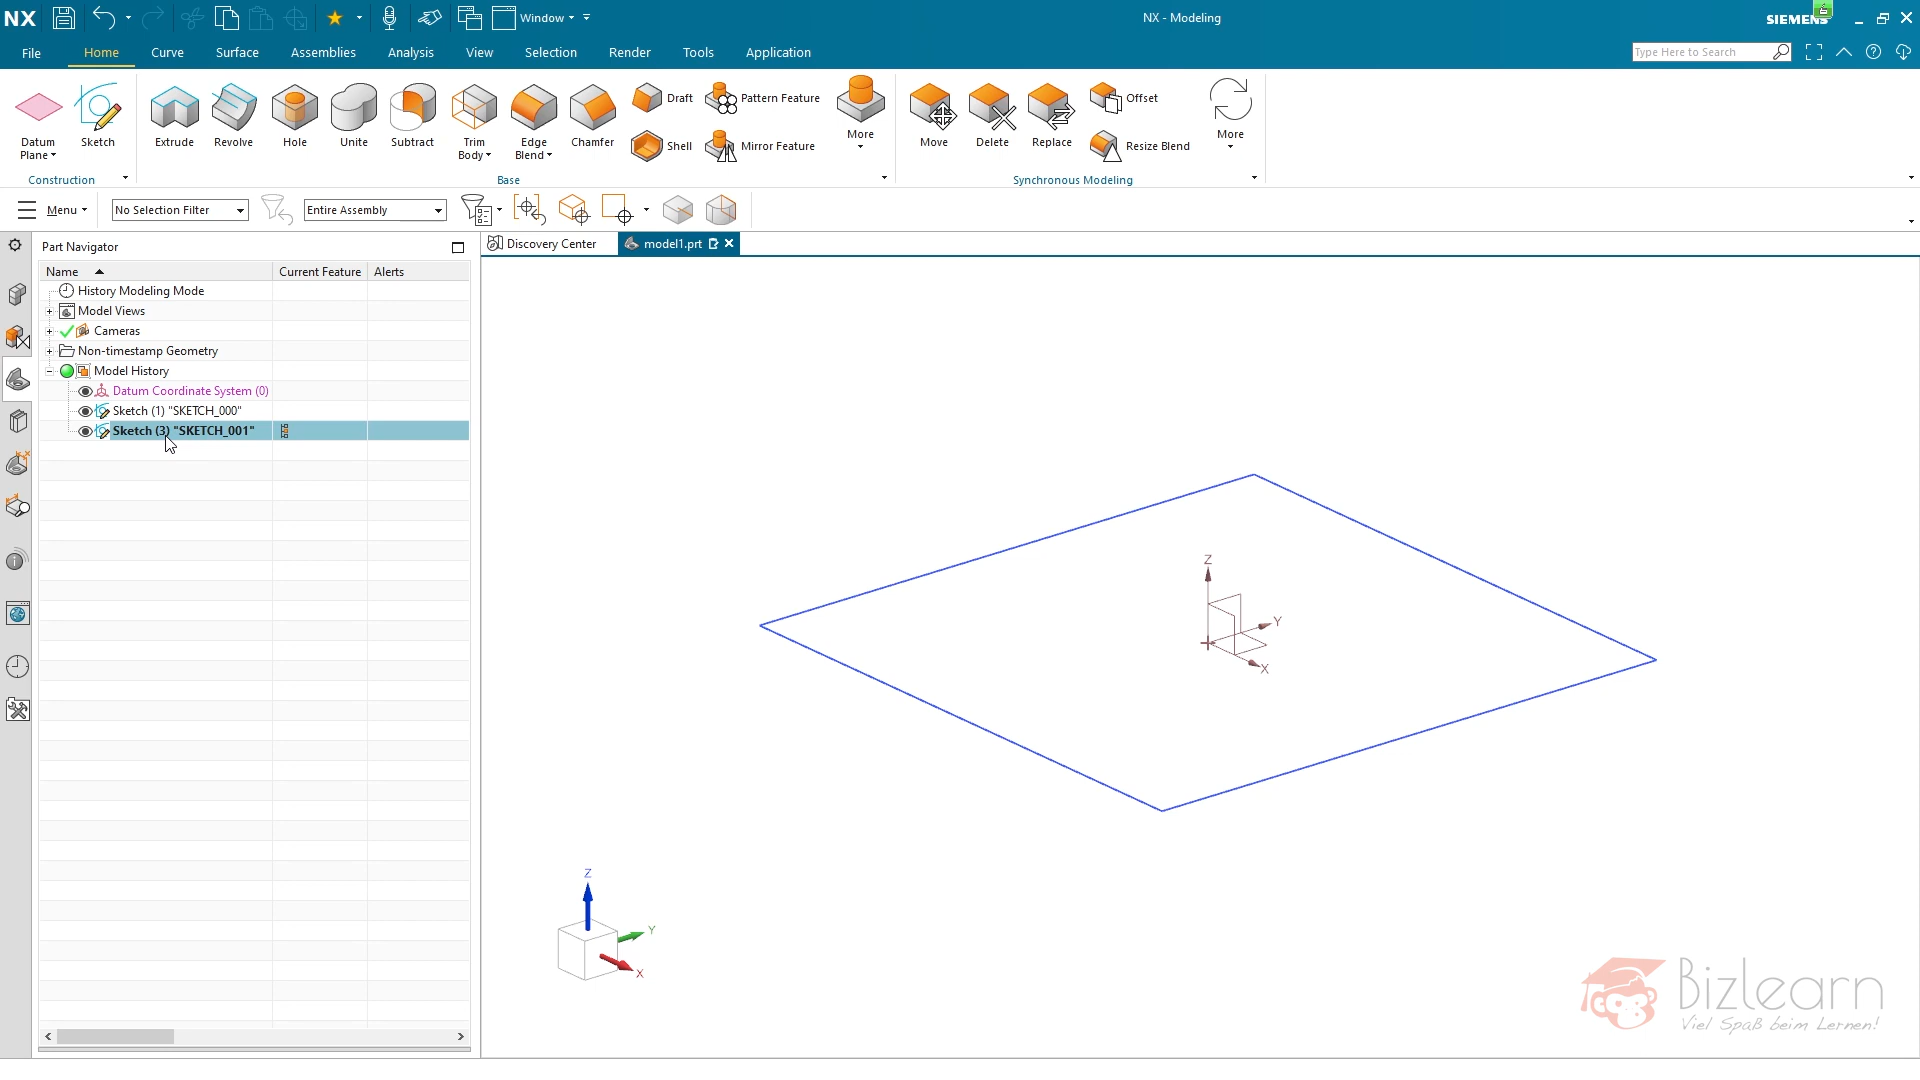 NX
Window
NX - Modeling
SIEMENS
File
Home
Curve
Surface
Assemblies
Analysis
View
Selection
Render
Tools
Application
Type Here to Search
Datum Plane
Sketch
Extrude
Revolve
Hole
Unite
Subtract
Trim Body
Edge Blend
Chamfer
Draft
Shell
Pattern Feature
Mirror Feature
More
Move
Delete
Replace
Offset
Resize Blend
More
Construction
Base
Synchronous Modeling
Menu
No Selection Filter
Entire Assembly
Part Navigator
Discovery Center
model1.prt
Name
Current Feature
Alerts
History Modeling Mode
Model Views
Cameras
Non-timestamp Geometry
Model History
Datum Coordinate System (0)
Sketch (1) "SKETCH_000"
Sketch (3) "SKETCH_001"
Z
Y
X
Z
Y
X
Bizlearn
Viel Spaß beim Lernen!